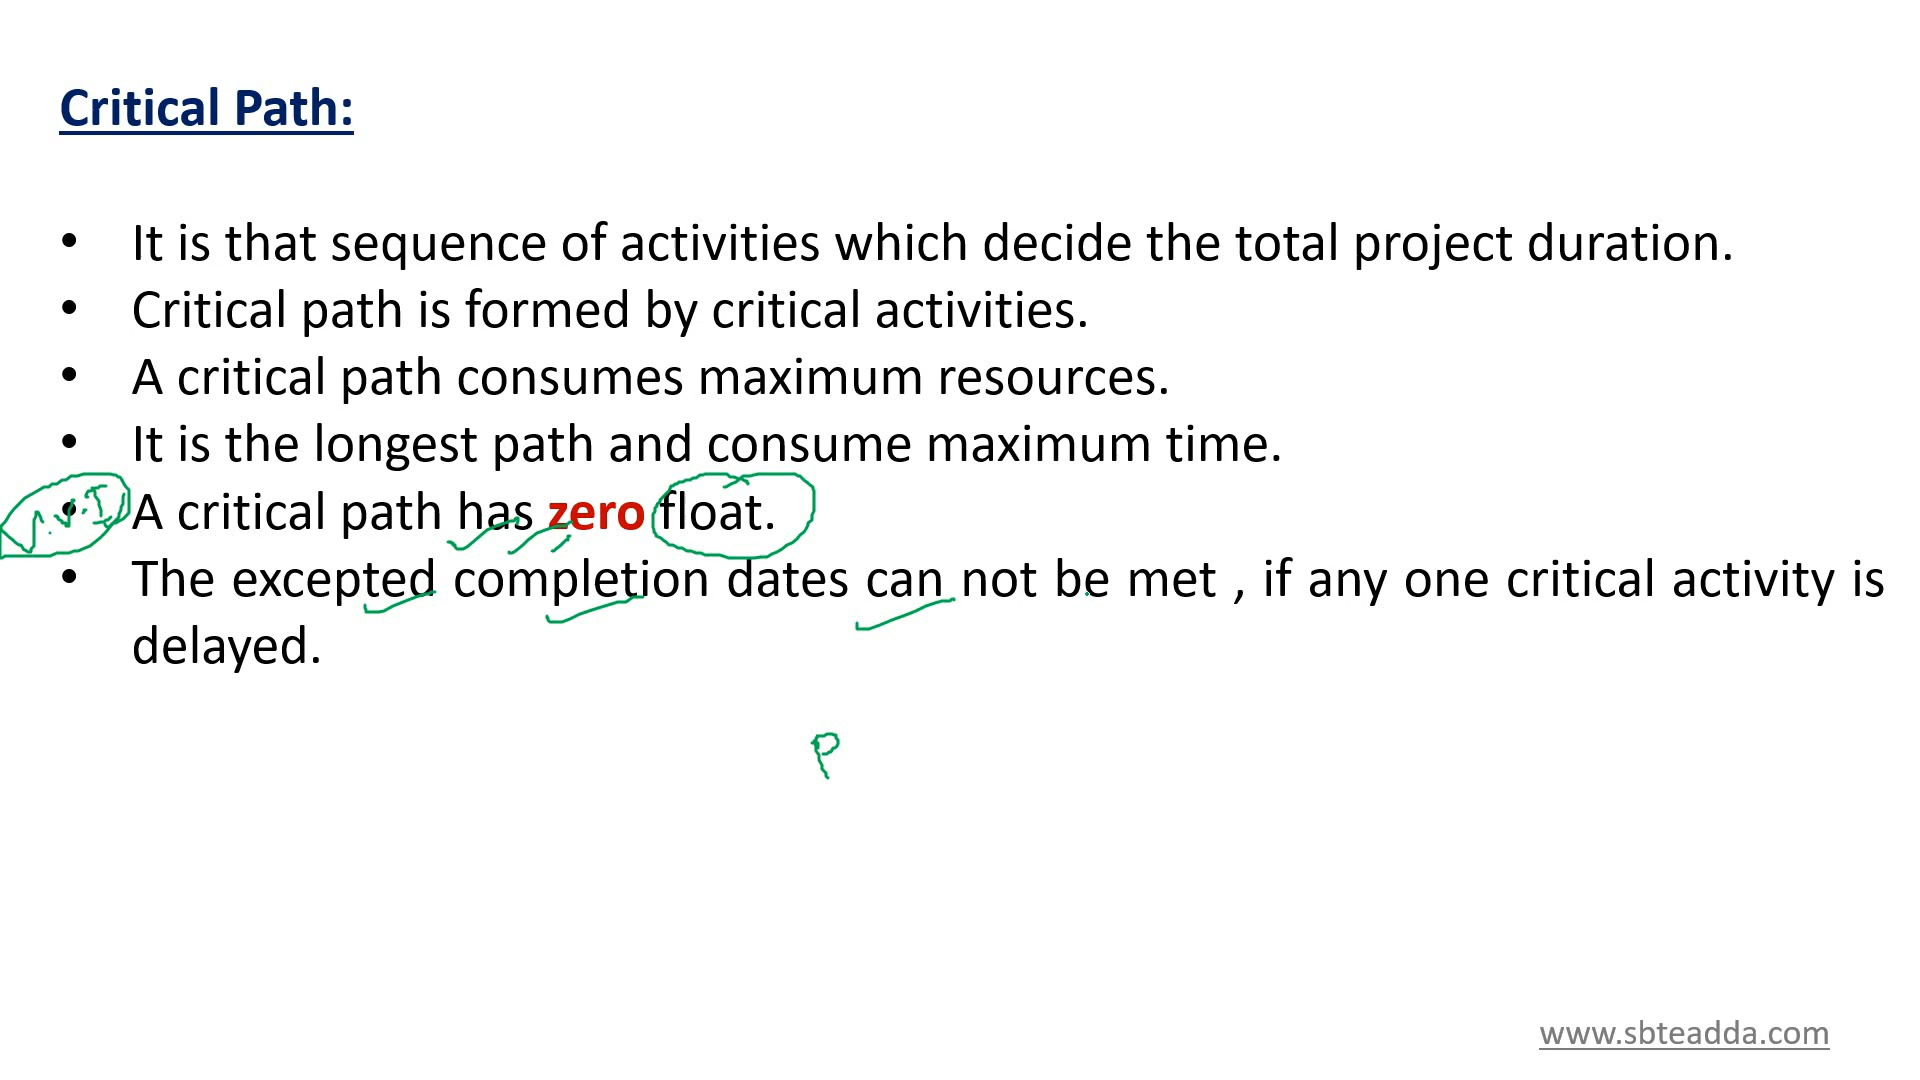 Critical Path:
• It is that sequence of activities which decide the total project duration.
• Critical path is formed by critical activities.
• A critical path consumes maximum resources.
• It is the longest path and consume maximum time.
• A critical path has zero float.
• The excepted completion dates can not be met , if any one critical activity is
delayed.
P
www.sbteadda.com